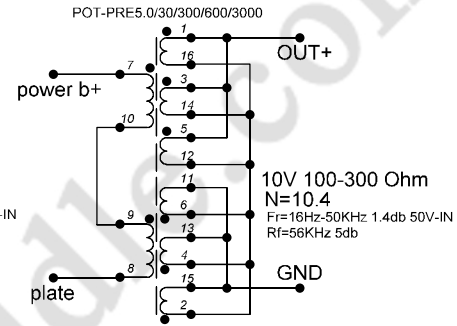 POT-PRE5.0/30/300/600/3000
1
OUT+
7
16
power b+
3
14
10
5
12
11
10V 100-300 Ohm
6
N=10.4
-IN
9
13
Fr=16Hz-50KHz 1.4db 50V-IN
Rf=56KHz 5db
4
8
15
GND
plate
2